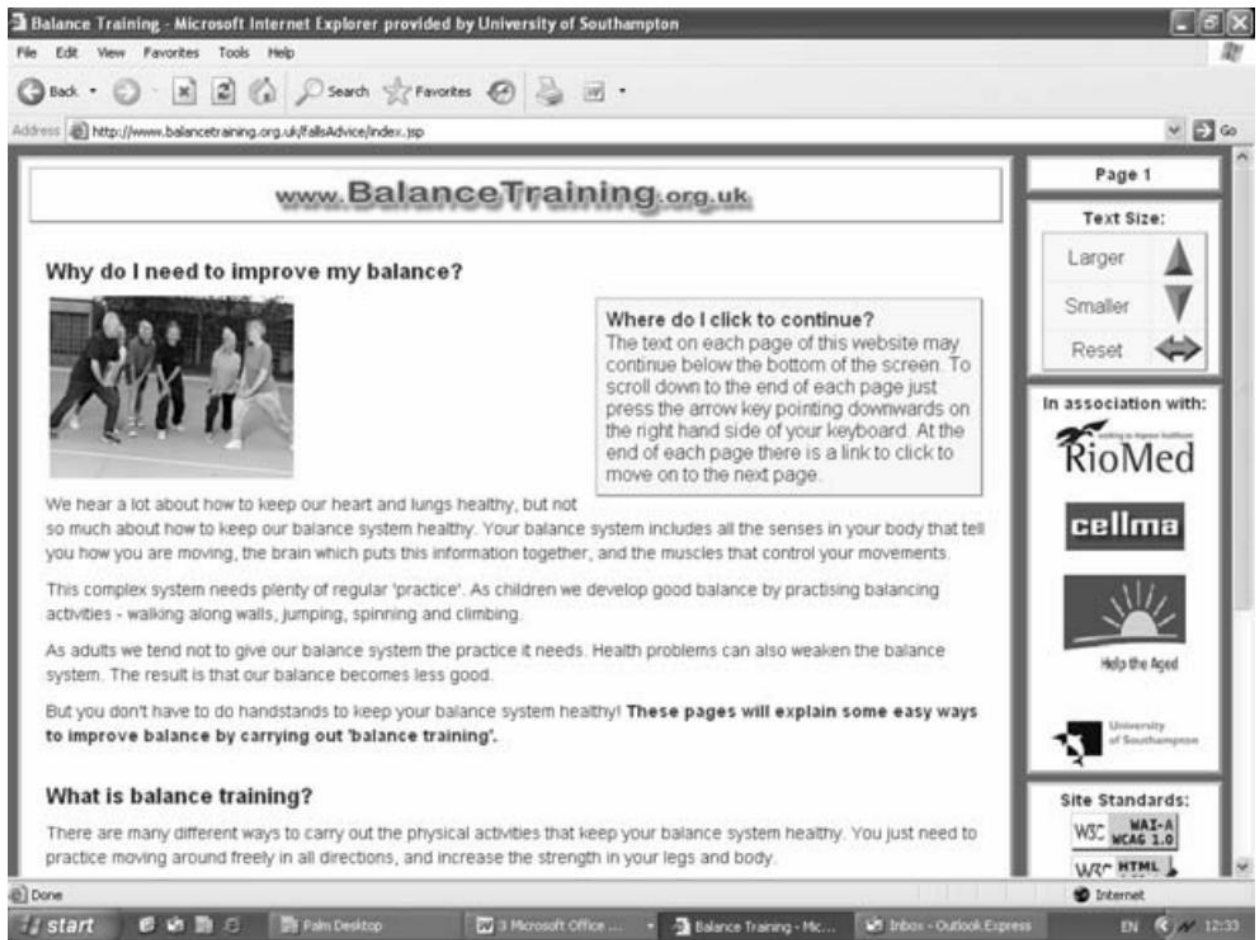 Balance Training - Microsoft Internet Explorer provided by University of Southampton
File Edit View Favorites Tools Help
Back Search Favorites
Address http://www.balancetraining.org.uk/fallsAdvice/index.jsp Go
www.BalanceTraining.org.uk
Why do I need to improve my balance?
Where do I click to continue?
The text on each page of this website may
continue below the bottom of the screen. To
scroll down to the end of each page just
press the arrow key pointing downwards on
the right hand side of your keyboard. At the
end of each page there is a link to click to
move on to the next page.
We hear a lot about how to keep our heart and lungs healthy, but not
so much about how to keep our balance system healthy. Your balance system includes all the senses in your body that tell
you how you are moving, the brain which puts this information together, and the muscles that control your movements.
This complex system needs plenty of regular 'practice'. As children we develop good balance by practising balancing
activities - walking along walls, jumping, spinning and climbing.
As adults we tend not to give our balance system the practice it needs. Health problems can also weaken the balance
system. The result is that our balance becomes less good.
But you don't have to do handstands to keep your balance system healthy! These pages will explain some easy ways
to improve balance by carrying out 'balance training'.
What is balance training?
There are many different ways to carry out the physical activities that keep your balance system healthy. You just need to
practice moving around freely in all directions, and increase the strength in your legs and body.
Page 1
Text Size:
Larger
Smaller
Reset
In association with:
working to improve healthcare
RioMed
cellma
Help the Aged
University
of Southampton
Site Standards:
W3C WAI-A
WCAG 1.0
W3C HTML
Done Internet
start Palm Desktop 3 Microsoft Office ... Balance Training - Mic... Inbox - Outlook Express EN 12:33